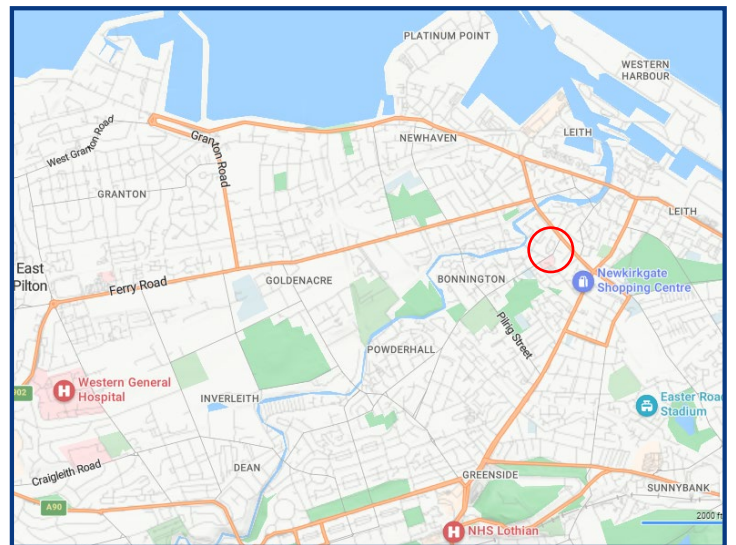 PLATINUM POINT
WESTERN
HARBOUR
LEITH
NEWHAVEN
Granton Road
West Granton Road
GRANTON
LEITH
East
Pilton
Ferry Road
GOLDENACRE
BONNINGTON
Newkirkgate
Shopping Centre
Pilrig Street
POWDERHALL
Western General
Hospital
INVERLEITH
Easter Road
Stadium
Craigleith Road
DEAN
GREENSIDE
SUNNYBANK
A90
2000 ft
NHS Lothian